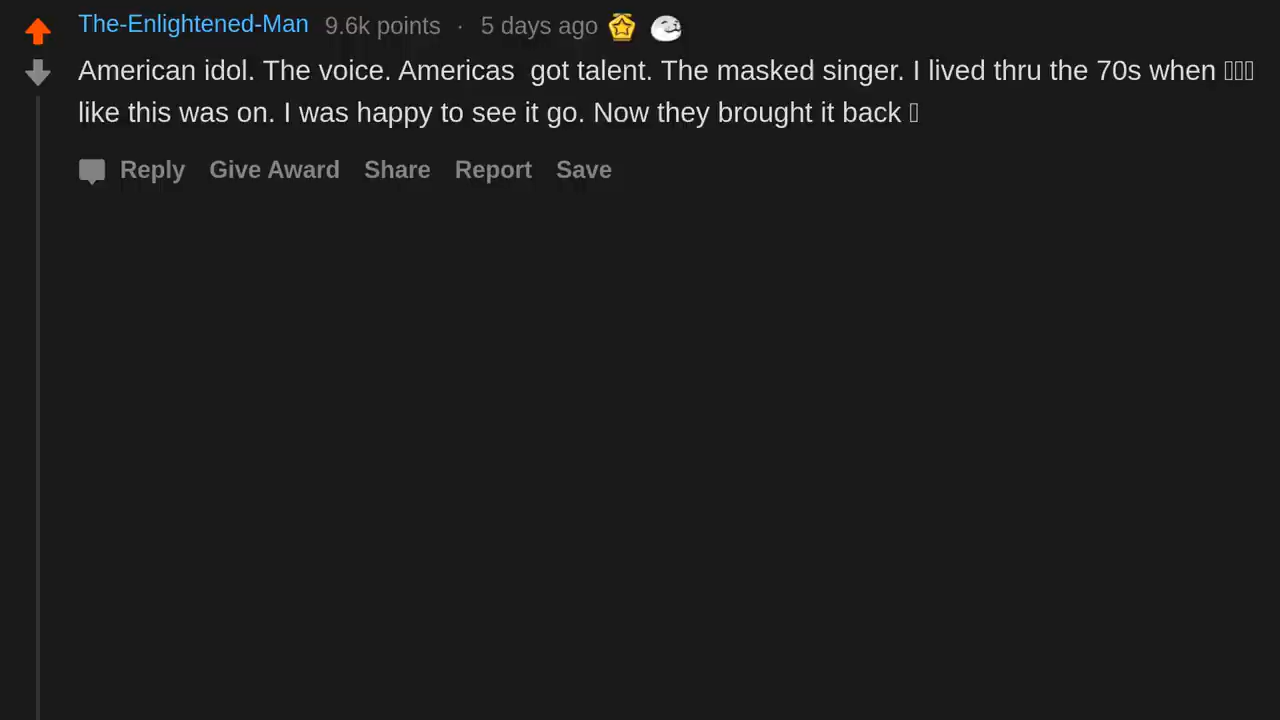 The-Enlightened-Man 9.6k points · 5 days ago
American idol. The voice. Americas  got talent. The masked singer. I lived thru the 70s when
like this was on. I was happy to see it go. Now they brought it back
Reply Give Award Share Report Save